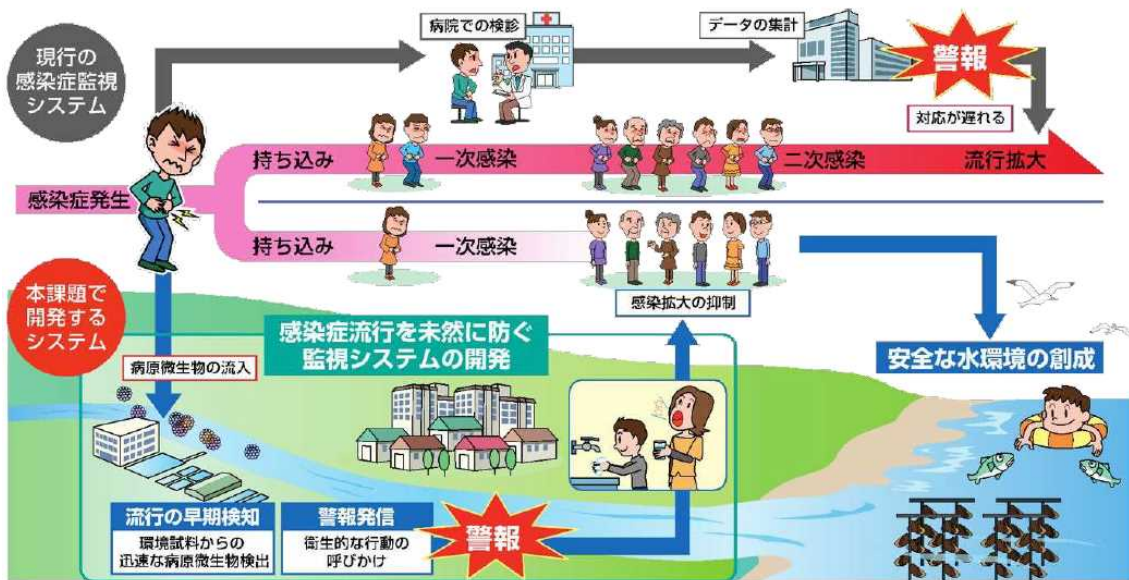 現行の
感染症監視
システム
病院での検診
データの集計
警報
対応が遅れる
感染症発生
持ち込み
一次感染
二次感染
流行拡大
持ち込み
一次感染
感染拡大の抑制
本課題で
開発する
システム
感染症流行を未然に防ぐ
監視システムの開発
病原微生物の流入
安全な水環境の創成
流行の早期検知
環境試料からの
迅速な病原微生物検出
警報発信
衛生的な行動の
呼びかけ
警報